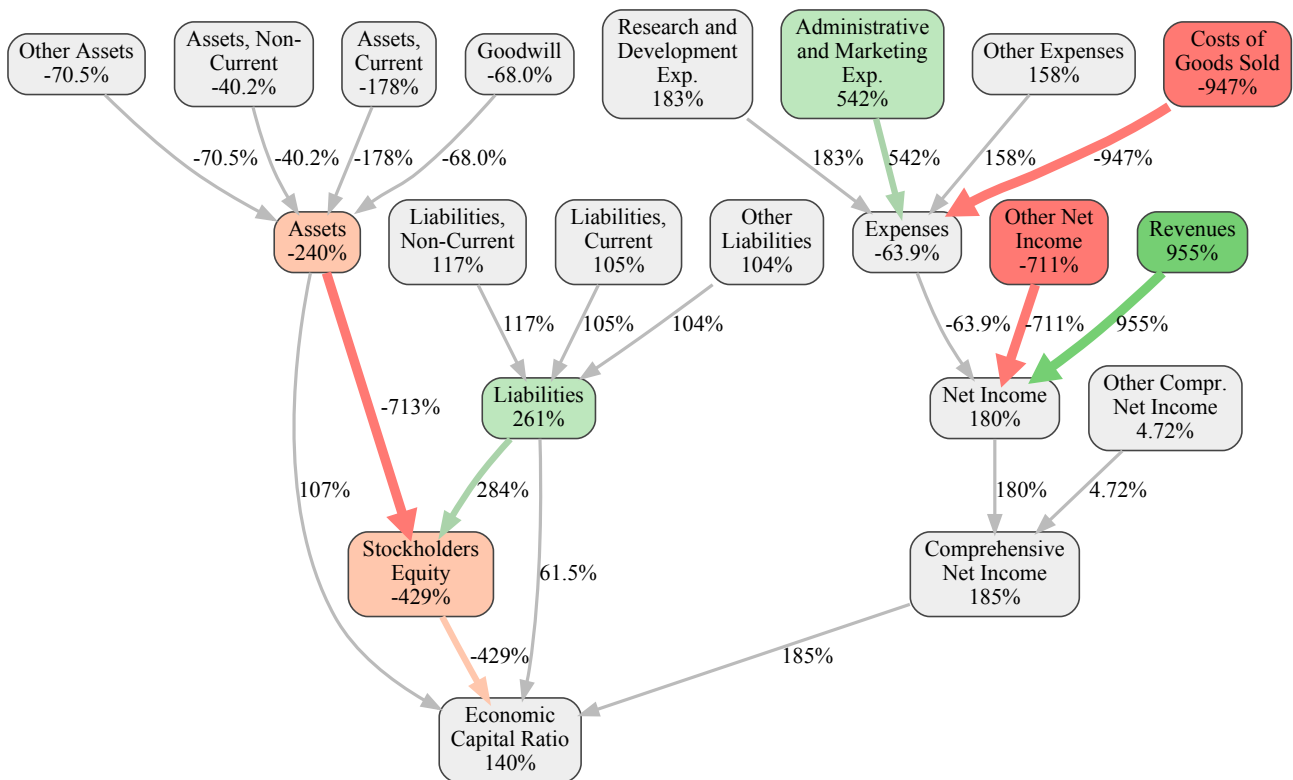 Other Assets
-70.5%
Assets, Non-
Current
-40.2%
Assets,
Current
-178%
Goodwill
-68.0%
Research and
Development
Exp.
183%
Administrative
and Marketing
Exp.
542%
Other Expenses
158%
Costs of
Goods Sold
-947%
-70.5%
-40.2%
-178%
-68.0%
183%
542%
158%
-947%
Assets
-240%
Liabilities,
Non-Current
117%
Liabilities,
Current
105%
Other
Liabilities
104%
Expenses
-63.9%
Other Net
Income
-711%
Revenues
955%
117%
105%
104%
-63.9%
-711%
955%
-713%
Liabilities
261%
Net Income
180%
Other Compr.
Net Income
4.72%
107%
284%
180%
4.72%
Stockholders
Equity
-429%
61.5%
Comprehensive
Net Income
185%
-429%
185%
Economic
Capital Ratio
140%